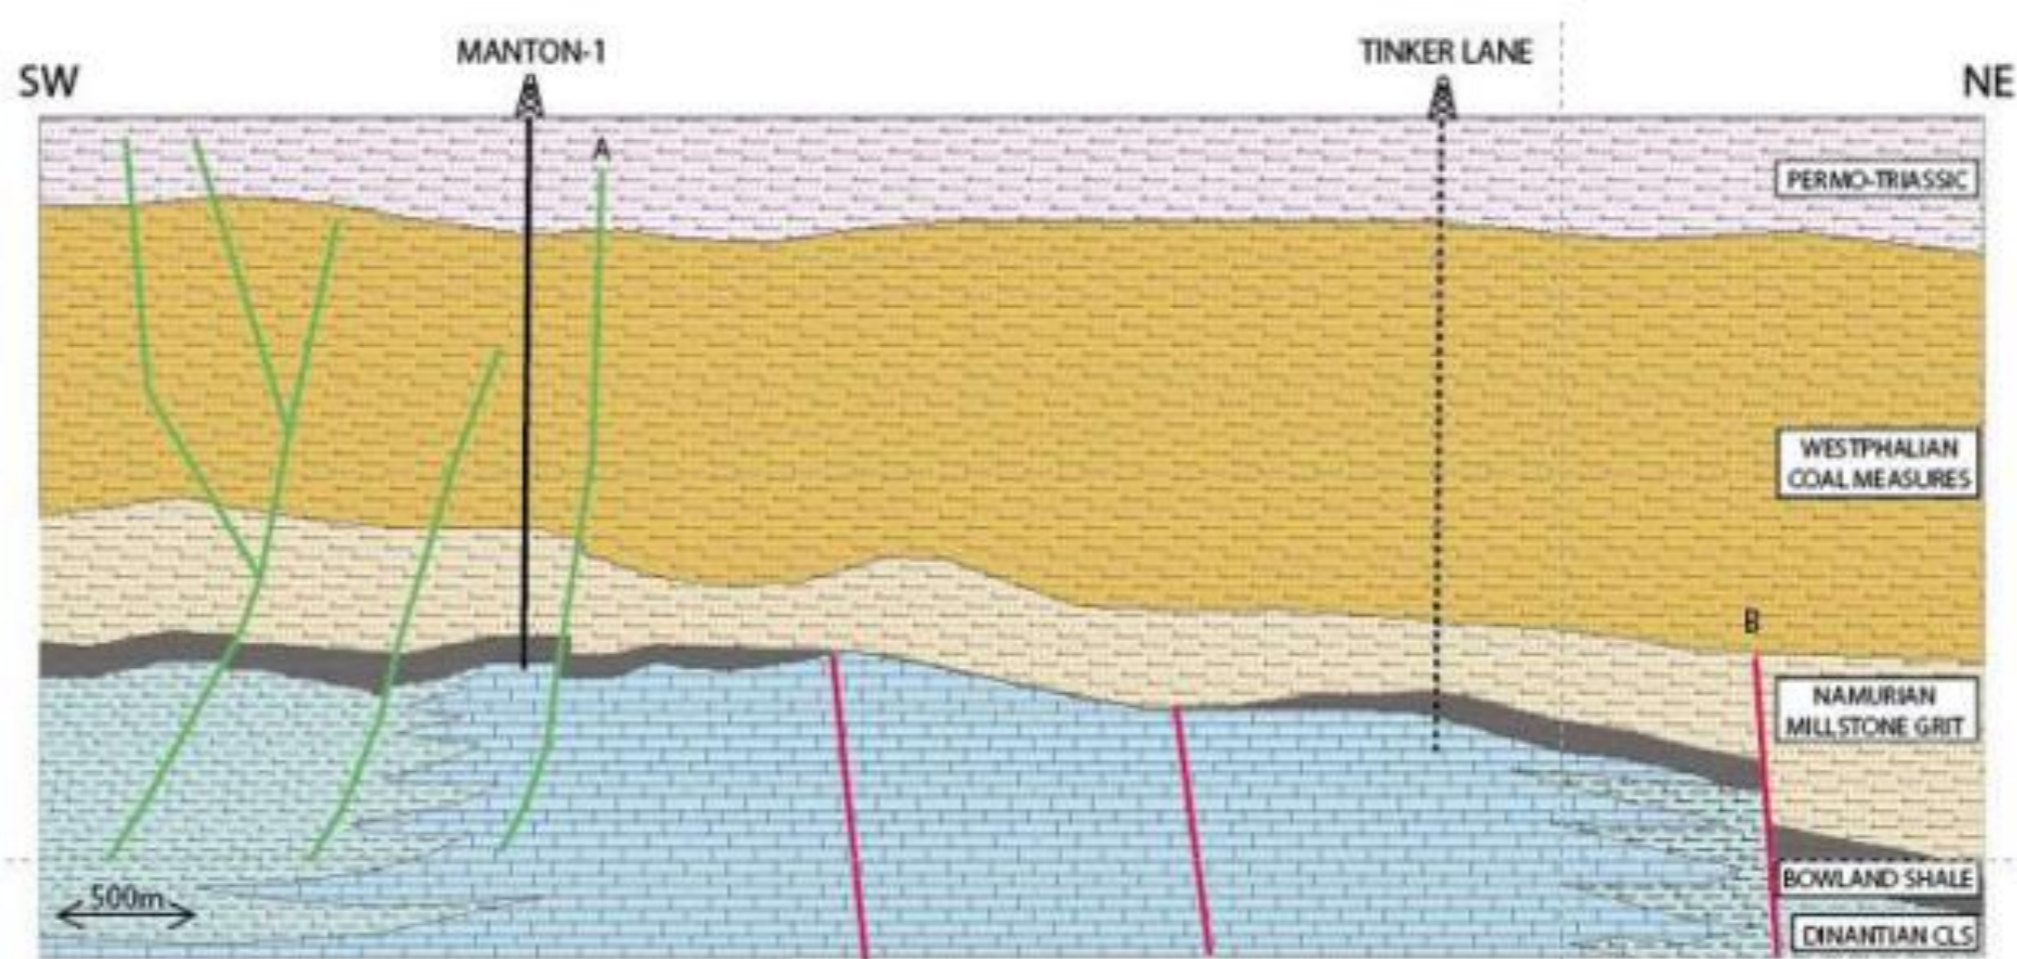 MANTON-1
TINKER LANE
SW
NE
A
PERMO-TRIASSIC
WESTPHALIAN
COAL MEASURES
B
NAMURIAN
MILLSTONE GRIT
BOWLAND SHALE
500m
DINANTIAN CLS